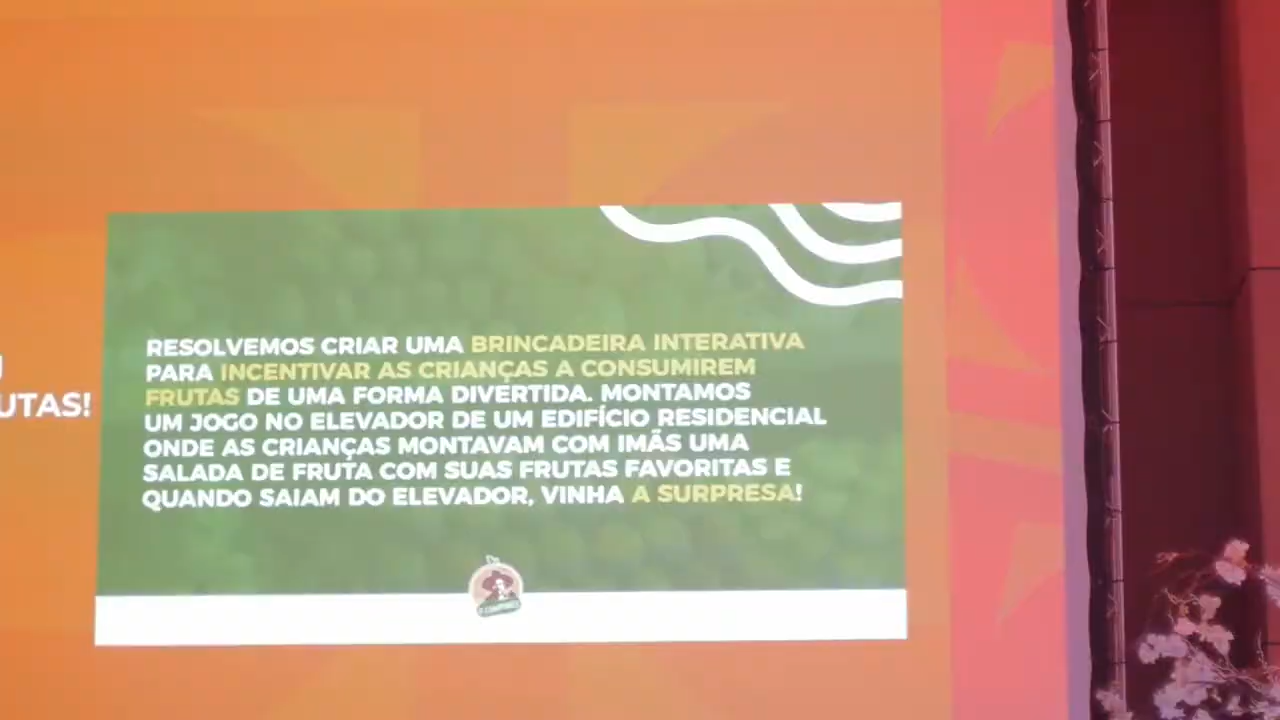 UTAS!
RESOLVEMOS CRIAR UMA BRINCADEIRA INTERATIVA
PARA INCENTIVAR AS CRIANÇAS A CONSUMIREM
FRUTAS DE UMA FORMA DIVERTIDA. MONTAMOS
UM JOGO NO ELEVADOR DE UM EDIFÍCIO RESIDENCIAL
ONDE AS CRIANÇAS MONTAVAM COM IMÃS UMA
SALADA DE FRUTA COM SUAS FRUTAS FAVORITAS E
QUANDO SAIAM DO ELEVADOR, VINHA A SURPRESA!